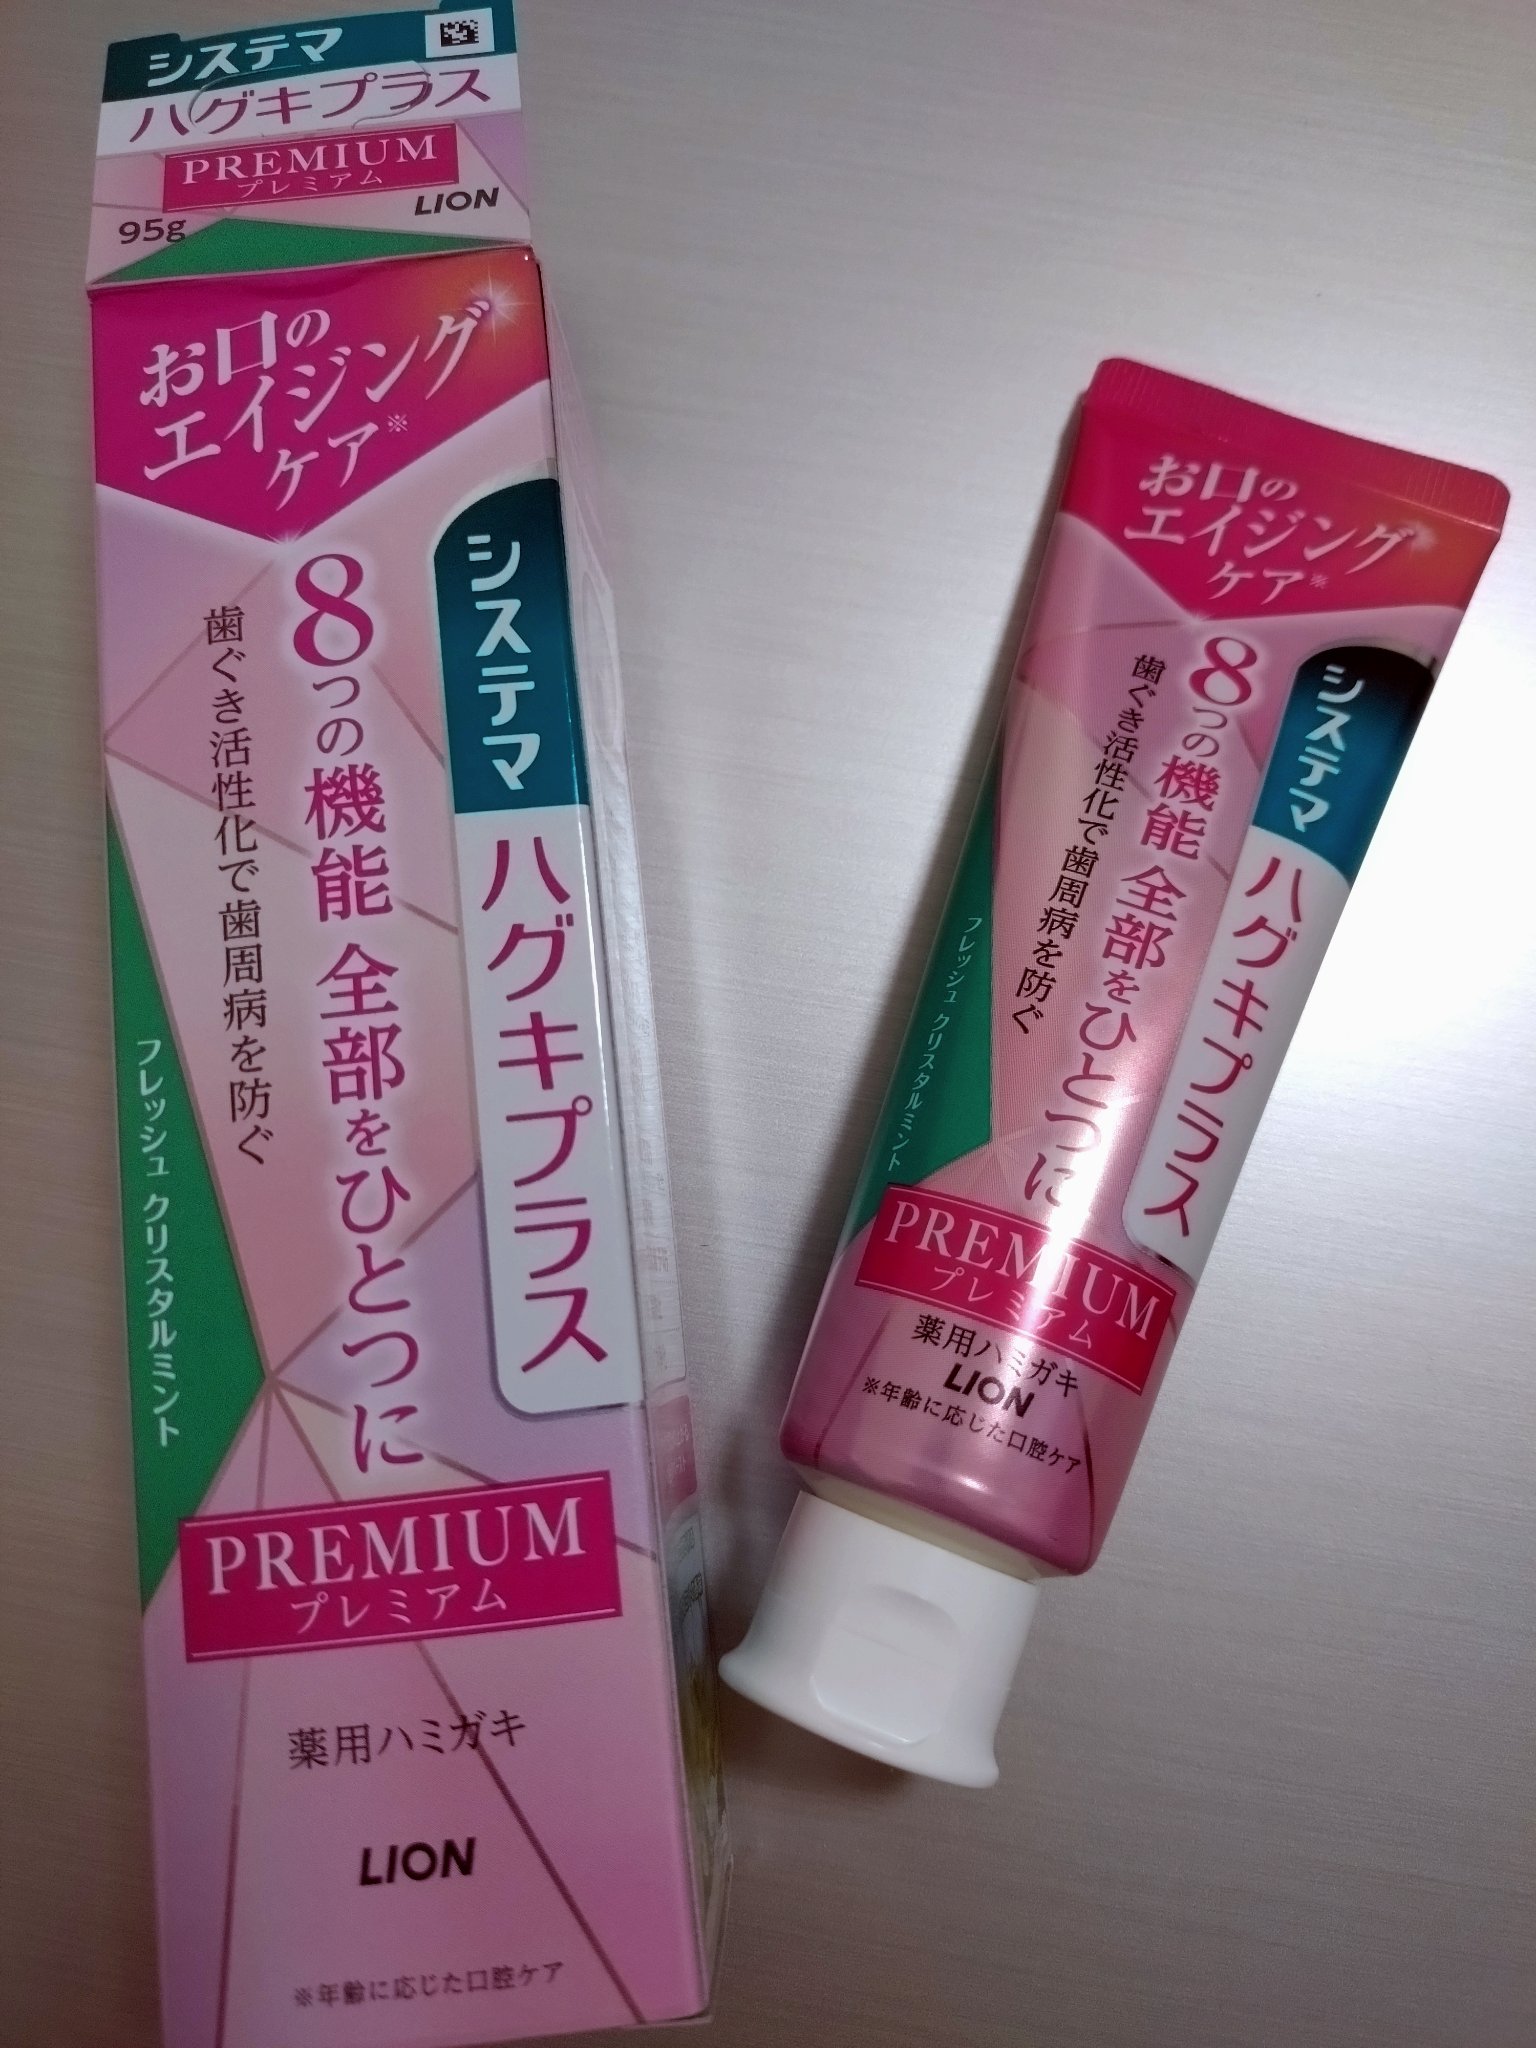 システマ
ハグキプラス
PREMIUM
プレミアム
LION
95g
お口の
エイジング
ケア※
システマ
ハグキプラス
8つの機能 全部をひとつに
歯ぐき活性化で歯周病を防ぐ
フレッシュ クリスタルミント
PREMIUM
プレミアム
薬用ハミガキ
LION
※年齢に応じた口腔ケア
お口の
エイジング
ケア※
システマ
ハグキプラス
8つの機能 全部をひとつに
歯ぐき活性化で歯周病を防ぐ
フレッシュ クリスタルミント
PREMIUM
プレミアム
薬用ハミガキ
LION
※年齢に応じた口腔ケア